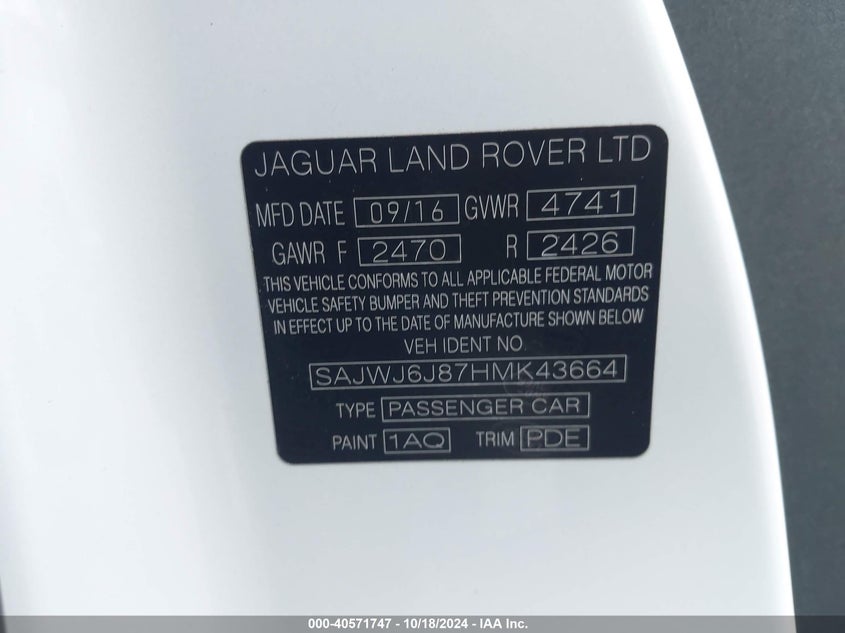 JAGUAR LAND ROVER LTD
MFD DATE 09/16 GVWR 4741
GAWR F 2470 R 2426
THIS VEHICLE CONFORMS TO ALL APPLICABLE FEDERAL MOTOR
VEHICLE SAFETY BUMPER AND THEFT PREVENTION STANDARDS
IN EFFECT UP TO THE DATE OF MANUFACTURE SHOWN BELOW
VEH IDENT NO.
SAJWJ6J87HMK43664
TYPE PASSENGER CAR
PAINT 1AQ TRIM PDE
000-40571747 - 10/18/2024 - IAA Inc.